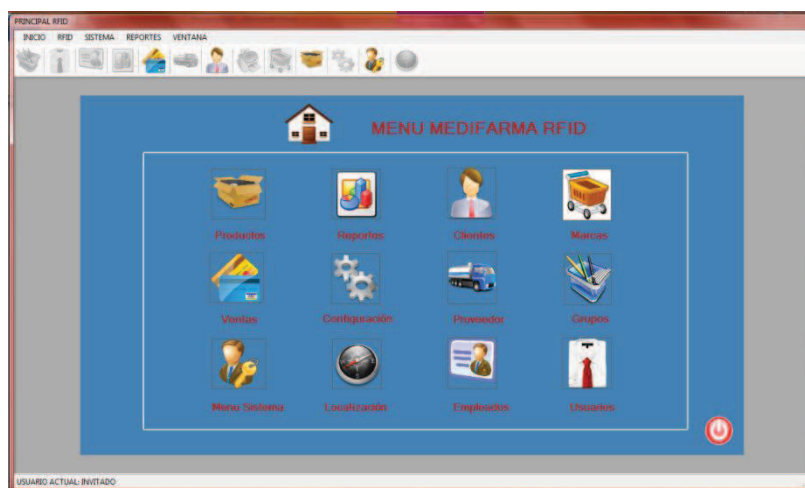 PRINCIPAL RFID
INICIO RFID SISTEMA REPORTES VENTANA
MENU MEDIFARMA RFID
Productos Reportes Clientes Marcas
Ventas Configuración Proveedor Grupos
Menu Sistema Localización Empleados Usuarios
USUARIO ACTUAL: INVITADO